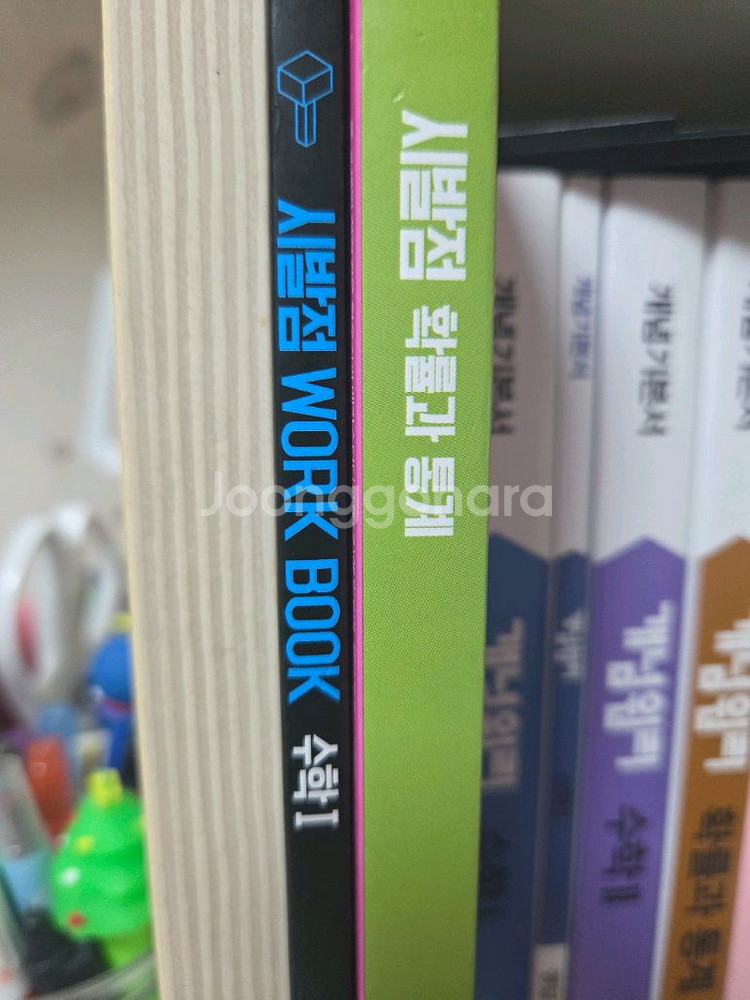 시발점 WORK BOOK 수학 I
시발점 확률과 통계
개념기본서
개념원리
개념기본서
개념기본서
개념원리 수학 II
개념원리 확률과 통계
Joonggonara